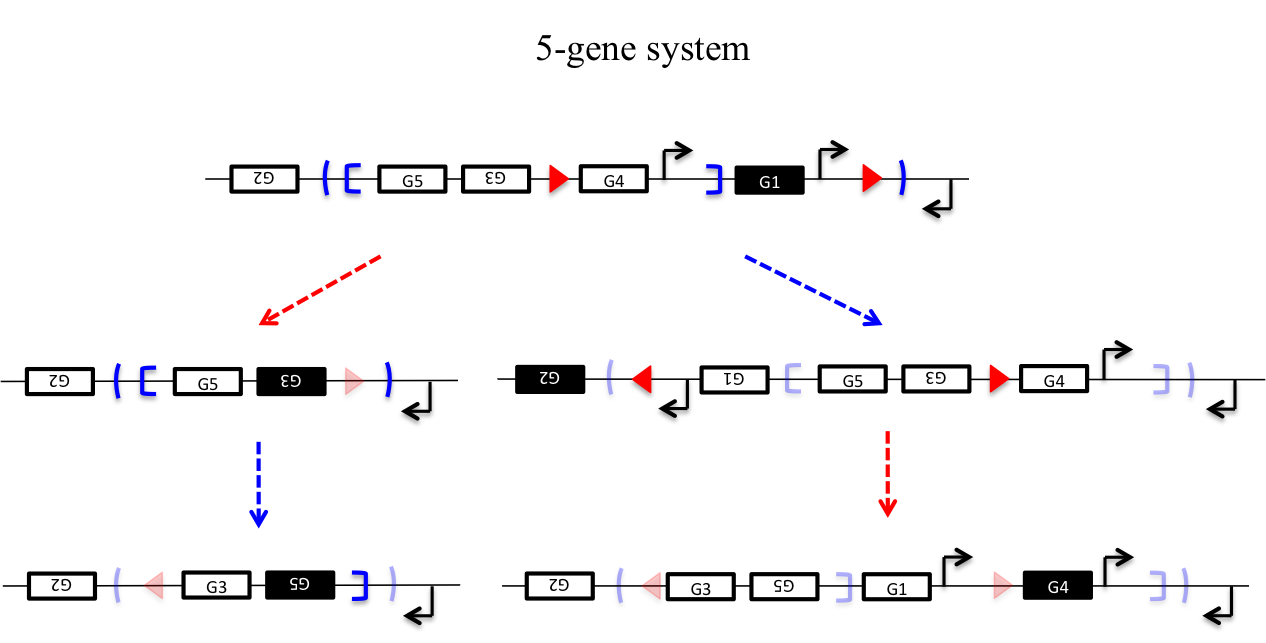 5-gene system
G2 G5 G3 G4 G1
G2 G5 G3
G2 G1 G5 G3 G4
G2 G3 G5
G2 G3 G5 G1 G4